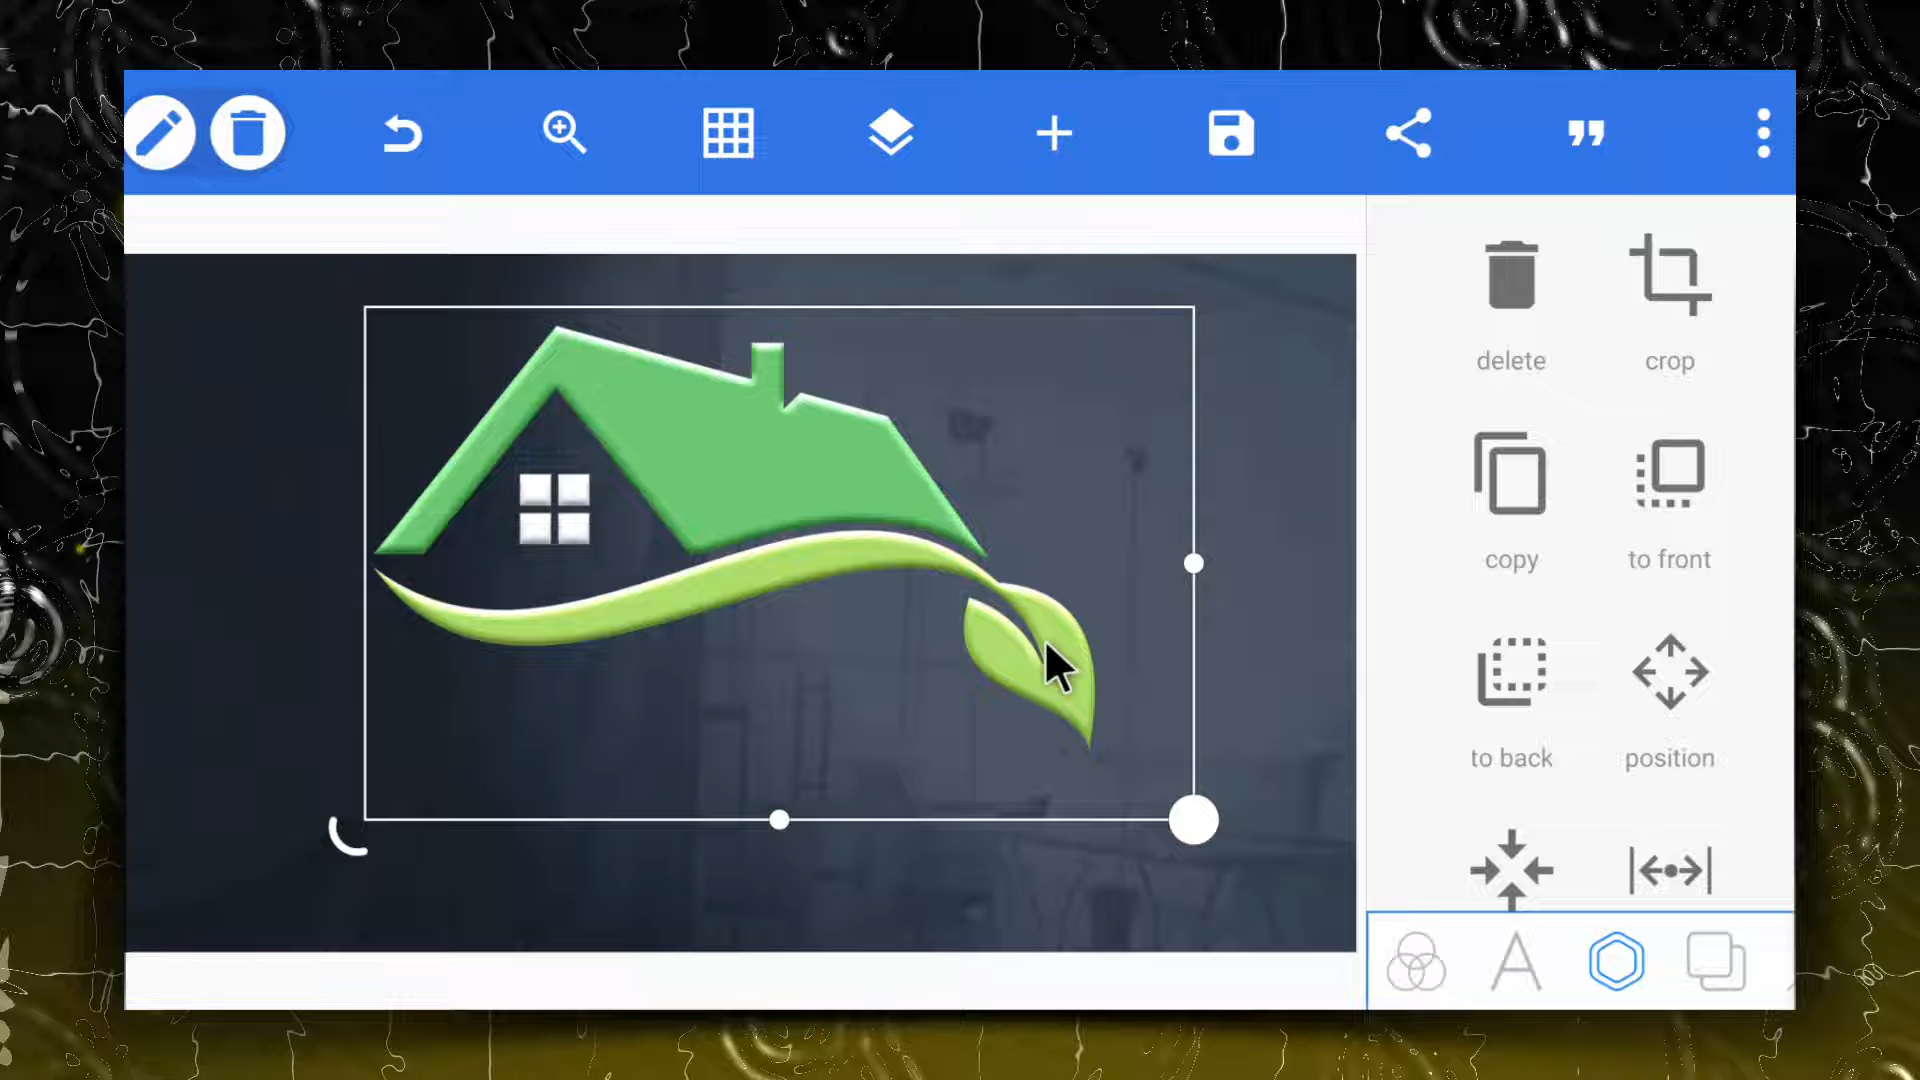 delete
crop
copy
to front
to back
position